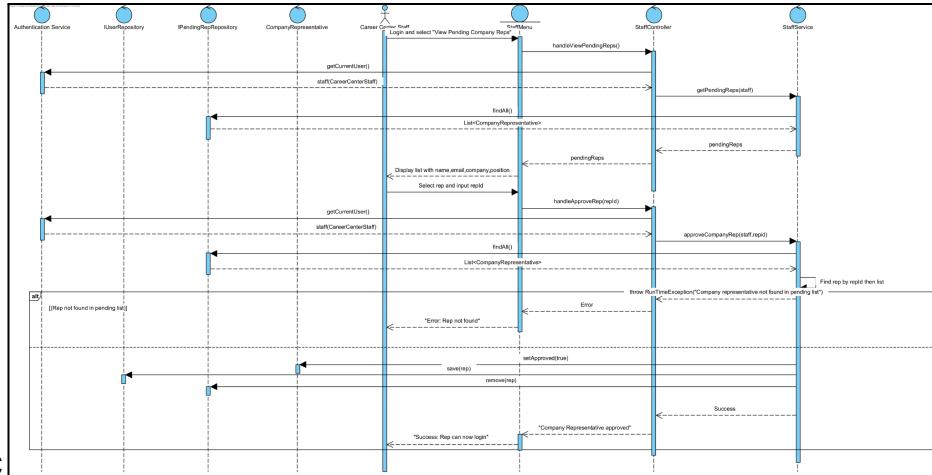 Authentication Service
IUserRepository
IPendingRepRepository
CompanyRepresentative
Career Center Staff
StaffMenu
StaffController
StaffService
Login and select "View Pending Company Reps"
handleViewPendingReps()
getCurrentUser()
staff(CareerCenterStaff)
getPendingReps(staff)
findAll()
List<CompanyRepresentative>
pendingReps
pendingReps
Display list with name,email,company,position
Select rep and input repId
handleApproveRep(repId)
getCurrentUser()
staff(CareerCenterStaff)
approveCompanyRep(staff,repid)
findAll()
List<CompanyRepresentative>
Find rep by repId then list
throw RunTimeException("Company representative not found in pending list")
alt
[(Rep not found in pending list)]
Error
"Error: Rep not found"
setApproved(true)
save(rep)
remove(rep)
Success
"Company Representative approved"
"Success: Rep can now login"